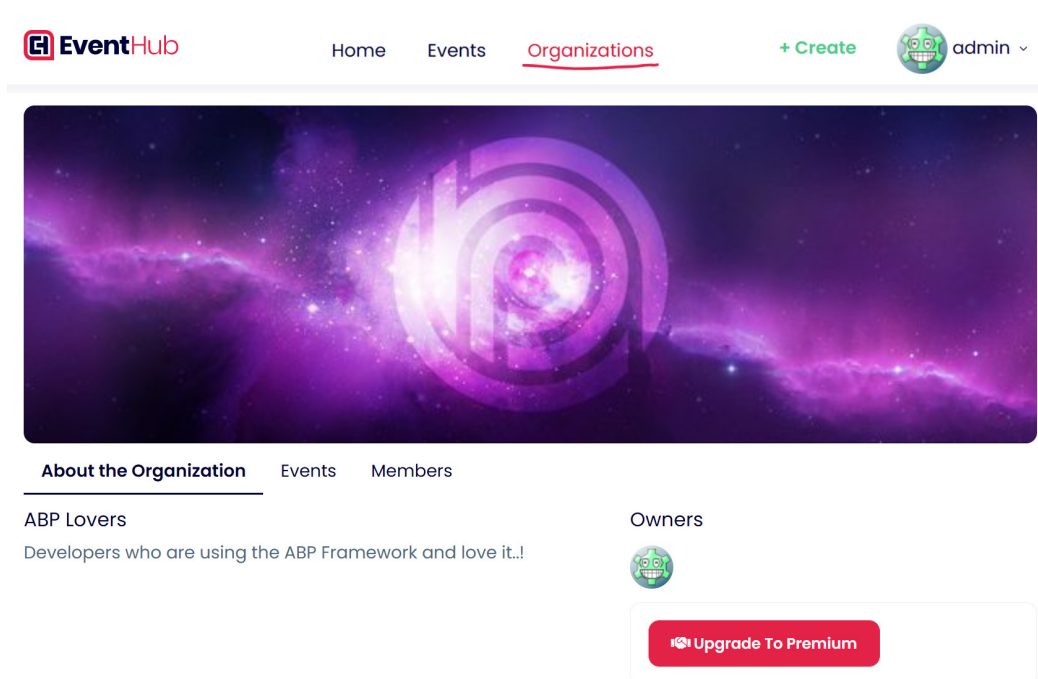 EventHub
Home Events Organizations + Create admin
About the Organization Events Members
ABP Lovers
Developers who are using the ABP Framework and love it..!
Owners
Upgrade To Premium